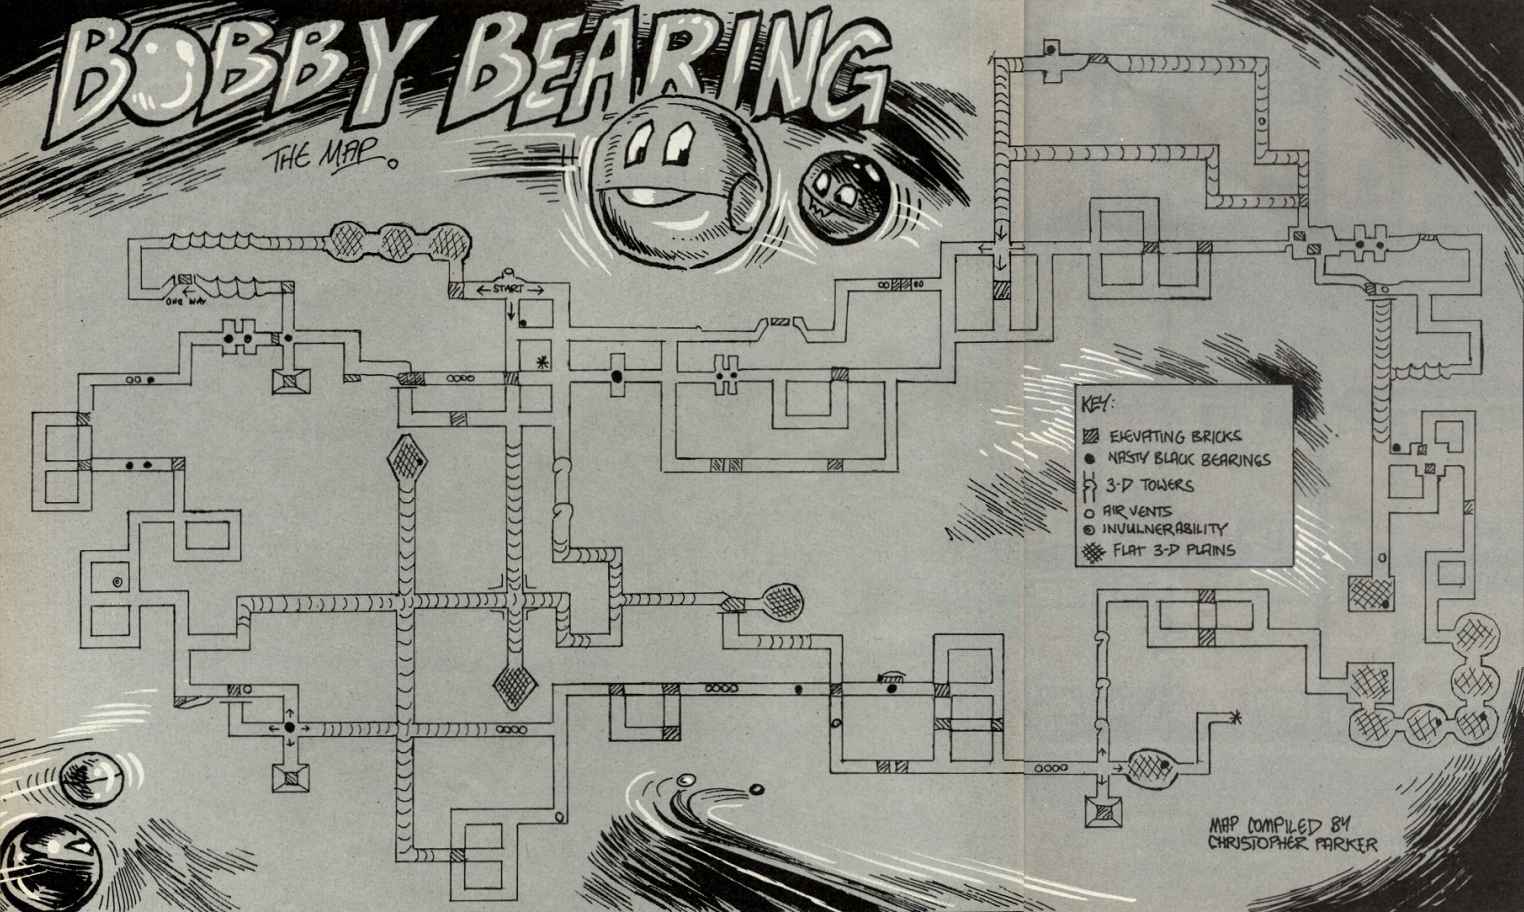 BOBBY BEARING
THE MAP.
START
ONE WAY
KEY:
ELEVATING BRICKS
NASTY BLACK BEARINGS
3-D TOWERS
AIR VENTS
INVULNERABILITY
FLAT 3-D PLAINS
MAP COMPILED BY
CHRISTOPHER PARKER